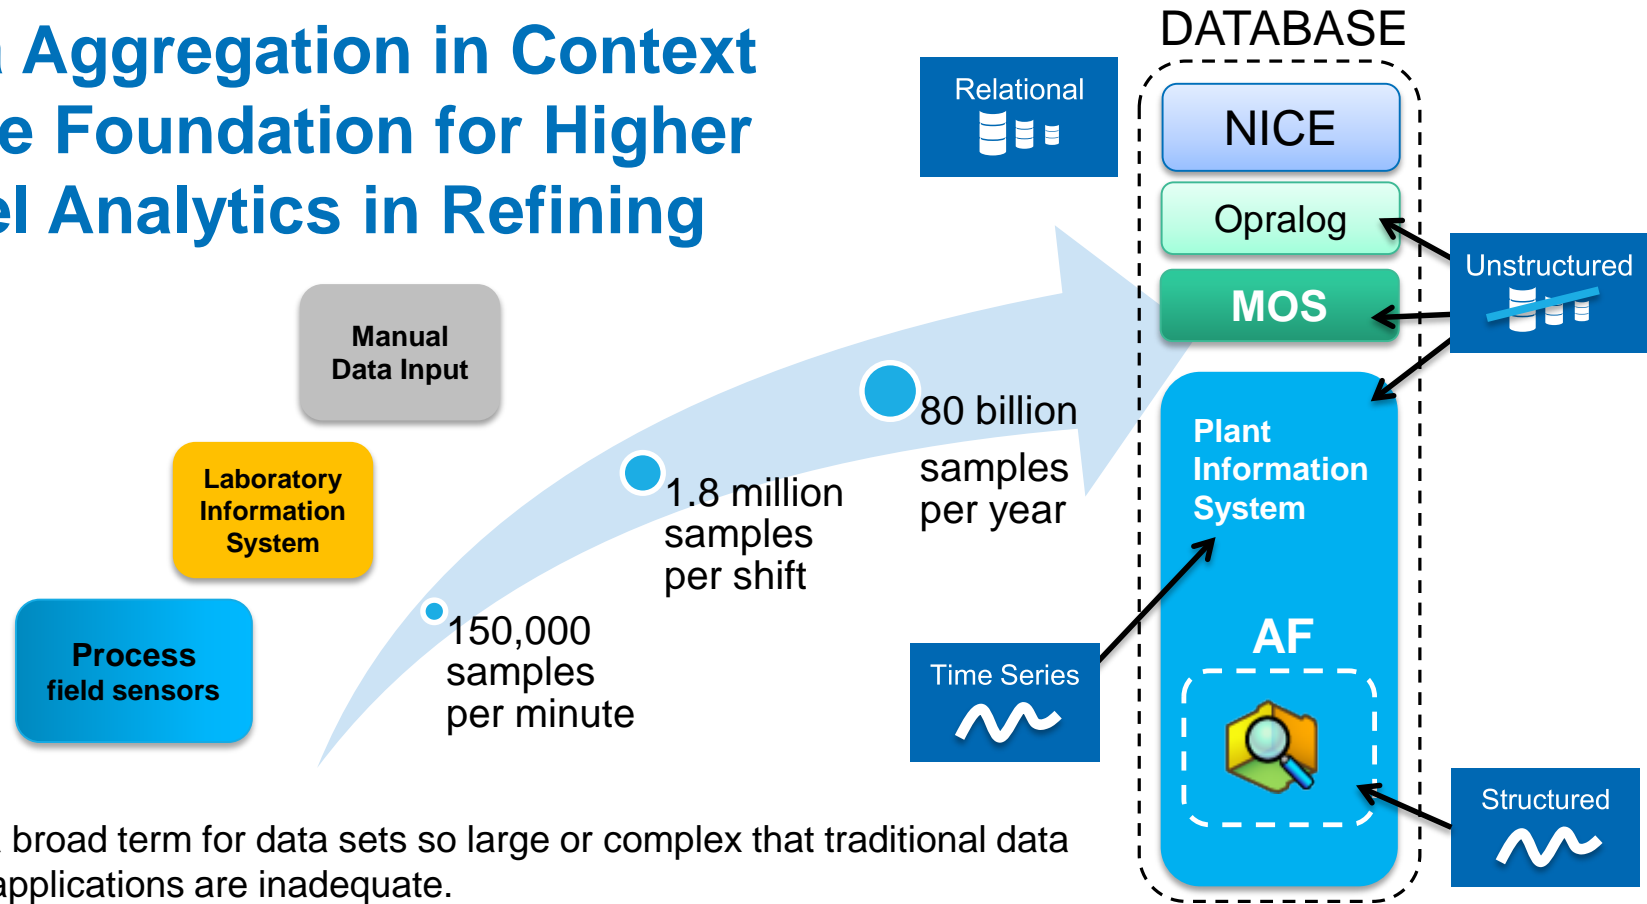 Aggregation in Context
e Foundation for Higher
el Analytics in Refining
DATABASE
Relational
NICE
Opralog
Unstructured
MOS
Manual
Data Input
80 billion
samples
per year
Plant
Information
System
Laboratory
Information
System
1.8 million
samples
per shift
150,000
samples
per minute
Process
field sensors
AF
Time Series
Structured
broad term for data sets so large or complex that traditional data
applications are inadequate.